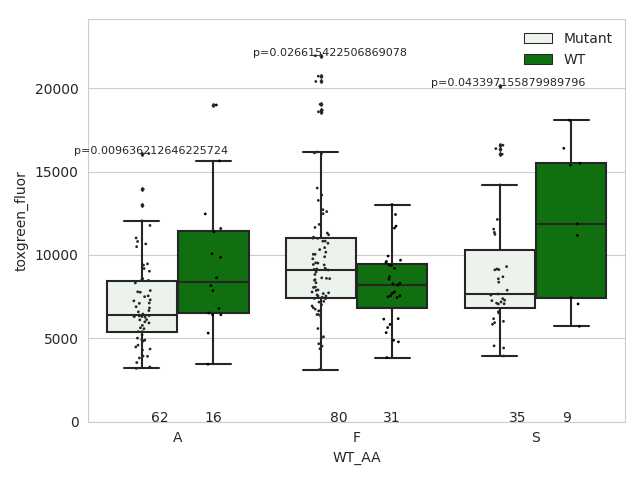 Mutant
WT
p=0.026615422506869078
p=0.043397155879989796
p=0.009636212646225724
20000
15000
10000
5000
0
toxgreen_fluor
62 16 80 31 35 9
A F S
WT_AA